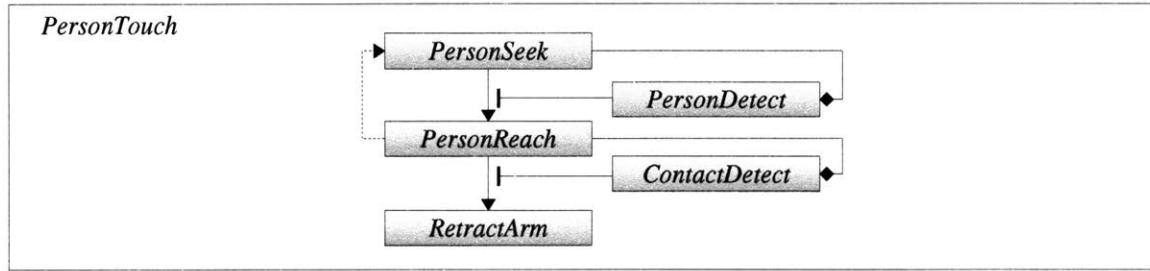 PersonTouch
PersonSeek
PersonDetect
PersonReach
ContactDetect
RetractArm